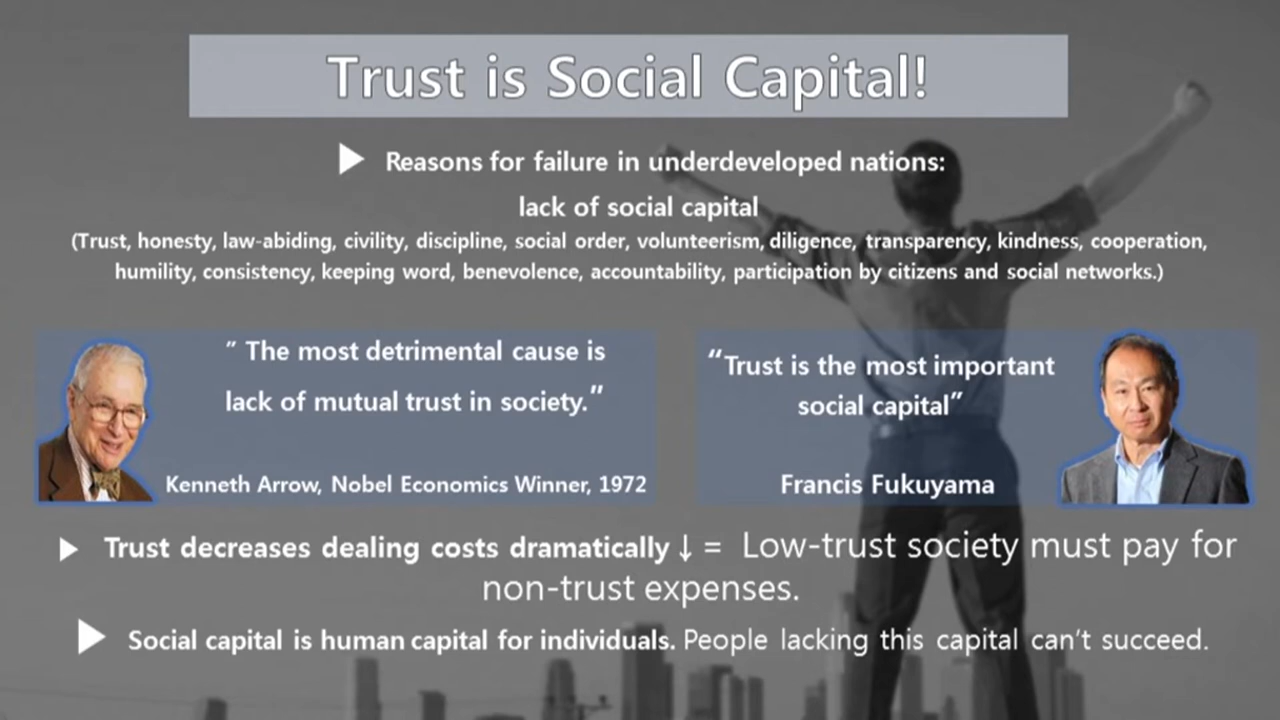 Trust is Social Capital!
▶ Reasons for failure in underdeveloped nations:
lack of social capital
(Trust, honesty, law-abiding, civility, discipline, social order, volunteerism, diligence, transparency, kindness, cooperation,
humility, consistency, keeping word, benevolence, accountability, participation by citizens and social networks.)
” The most detrimental cause is
lack of mutual trust in society.”
Kenneth Arrow, Nobel Economics Winner, 1972
“Trust is the most important
social capital”
Francis Fukuyama
▶ Trust decreases dealing costs dramatically ↓ = Low-trust society must pay for
non-trust expenses.
▶ Social capital is human capital for individuals. People lacking this capital can’t succeed.